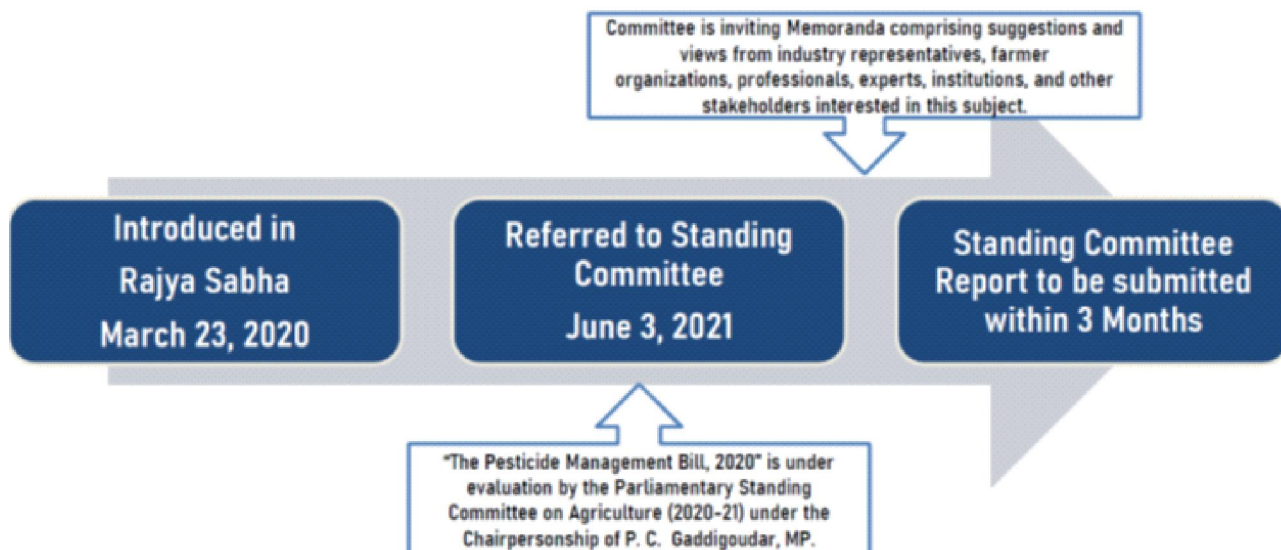 Committee is inviting Memoranda comprising suggestions and
views from industry representatives, farmer
organizations, professionals, experts, institutions, and other
stakeholders interested in this subject.
Introduced in
Rajya Sabha
March 23, 2020
Referred to Standing
Committee
June 3, 2021
Standing Committee
Report to be submitted
within 3 Months
"The Pesticide Management Bill, 2020" is under
evaluation by the Parliamentary Standing
Committee on Agriculture (2020-21) under the
Chairpersonship of P. C. Gaddigoudar, MP.